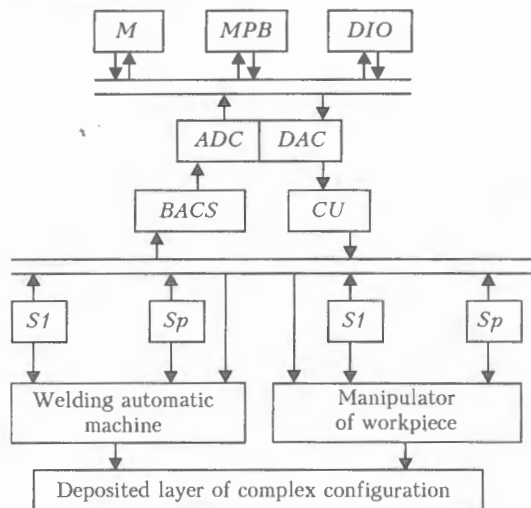 M MPB DIO
ADC DAC
BACS CU
S1 Sp S1 Sp
Welding automatic
machine
Manipulator
of workpiece
Deposited layer of complex configuration